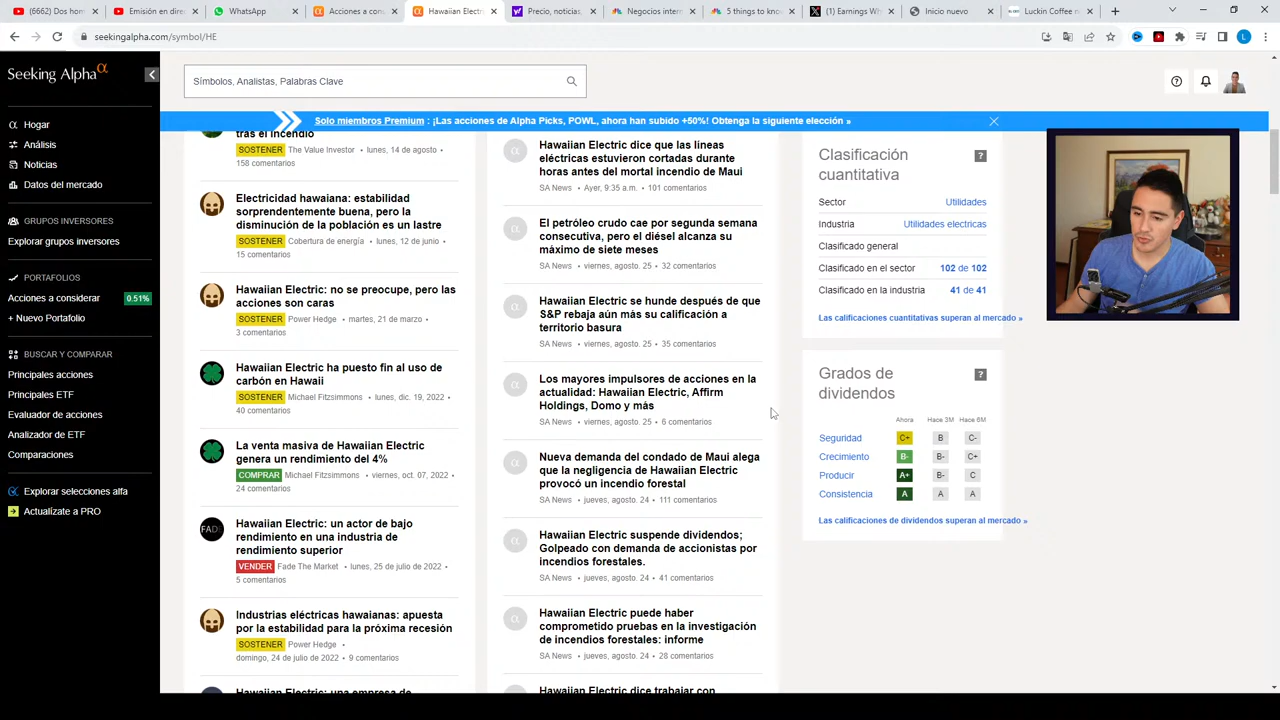 (6662) Dos hom
Emisión en direc
WhatsApp
Acciones a consi
Hawaiian Electric
Precio, noticias,
Negocios intern
5 things to know
Earnings Wh
Inicio nuevo
Luckin Coffee n
seekingalpha.com/symbol/HE
L
Seeking Alpha α
Símbolos, Analistas, Palabras Clave
Solo miembros Premium : ¡Las acciones de Alpha Picks, POWL, ahora han subido +50%! Obtenga la siguiente elección »
Hogar
Análisis
Noticias
Datos del mercado
GRUPOS INVERSORES
Explorar grupos inversores
PORTAFOLIOS
Acciones a considerar
0.51%
+ Nuevo Portafolio
BUSCAR Y COMPARAR
Principales acciones
Principales ETF
Evaluador de acciones
Analizador de ETF
Comparaciones
Explorar selecciones alfa
Actualízate a PRO
tras el incendio
SOSTENER The Value Investor • lunes, 14 de agosto •
158 comentarios
Electricidad hawaiana: estabilidad
sorprendentemente buena, pero la
disminución de la población es un lastre
SOSTENER Cobertura de energía • lunes, 12 de junio •
15 comentarios
Hawaiian Electric: no se preocupe, pero las
acciones son caras
SOSTENER Power Hedge • martes, 21 de marzo •
3 comentarios
Hawaiian Electric ha puesto fin al uso de
carbón en Hawaii
SOSTENER Michael Fitzsimmons • lunes, dic. 19, 2022 •
40 comentarios
La venta masiva de Hawaiian Electric
genera un rendimiento del 4%
COMPRAR Michael Fitzsimmons • viernes, oct. 07, 2022 •
24 comentarios
FADE
Hawaiian Electric: un actor de bajo
rendimiento en una industria de
rendimiento superior
VENDER Fade The Market • lunes, 25 de julio de 2022 •
5 comentarios
Industrias eléctricas hawaianas: apuesta
por la estabilidad para la próxima recesión
SOSTENER Power Hedge •
domingo, 24 de julio de 2022 • 9 comentarios
Hawaiian Electric: una empresa de
Hawaiian Electric dice que las líneas
eléctricas estuvieron cortadas durante
horas antes del mortal incendio de Maui
SA News • Ayer, 9:35 a.m. • 101 comentarios
El petróleo crudo cae por segunda semana
consecutiva, pero el diésel alcanza su
máximo de siete meses
SA News • viernes, agosto. 25 • 32 comentarios
Hawaiian Electric se hunde después de que
S&P rebaja aún más su calificación a
territorio basura
SA News • viernes, agosto. 25 • 35 comentarios
Los mayores impulsores de acciones en la
actualidad: Hawaiian Electric, Affirm
Holdings, Domo y más
SA News • viernes, agosto. 25 • 6 comentarios
Nueva demanda del condado de Maui alega
que la negligencia de Hawaiian Electric
provocó un incendio forestal
SA News • jueves, agosto. 24 • 111 comentarios
Hawaiian Electric suspende dividendos;
Golpeado con demanda de accionistas por
incendios forestales.
SA News • jueves, agosto. 24 • 41 comentarios
Hawaiian Electric puede haber
comprometido pruebas en la investigación
de incendios forestales: informe
SA News • jueves, agosto. 24 • 28 comentarios
Hawaiian Electric dice trabajar con
Clasificación
cuantitativa
?
Sector Utilidades
Industria Utilidades electricas
Clasificado general
Clasificado en el sector 102 de 102
Clasificado en la industria 41 de 41
Las calificaciones cuantitativas superan al mercado »
Grados de
dividendos
?
Ahora Hace 3M Hace 6M
Seguridad C+ B C-
Crecimiento B- B- C+
Producir A+ B- C
Consistencia A A A
Las calificaciones de dividendos superan al mercado »